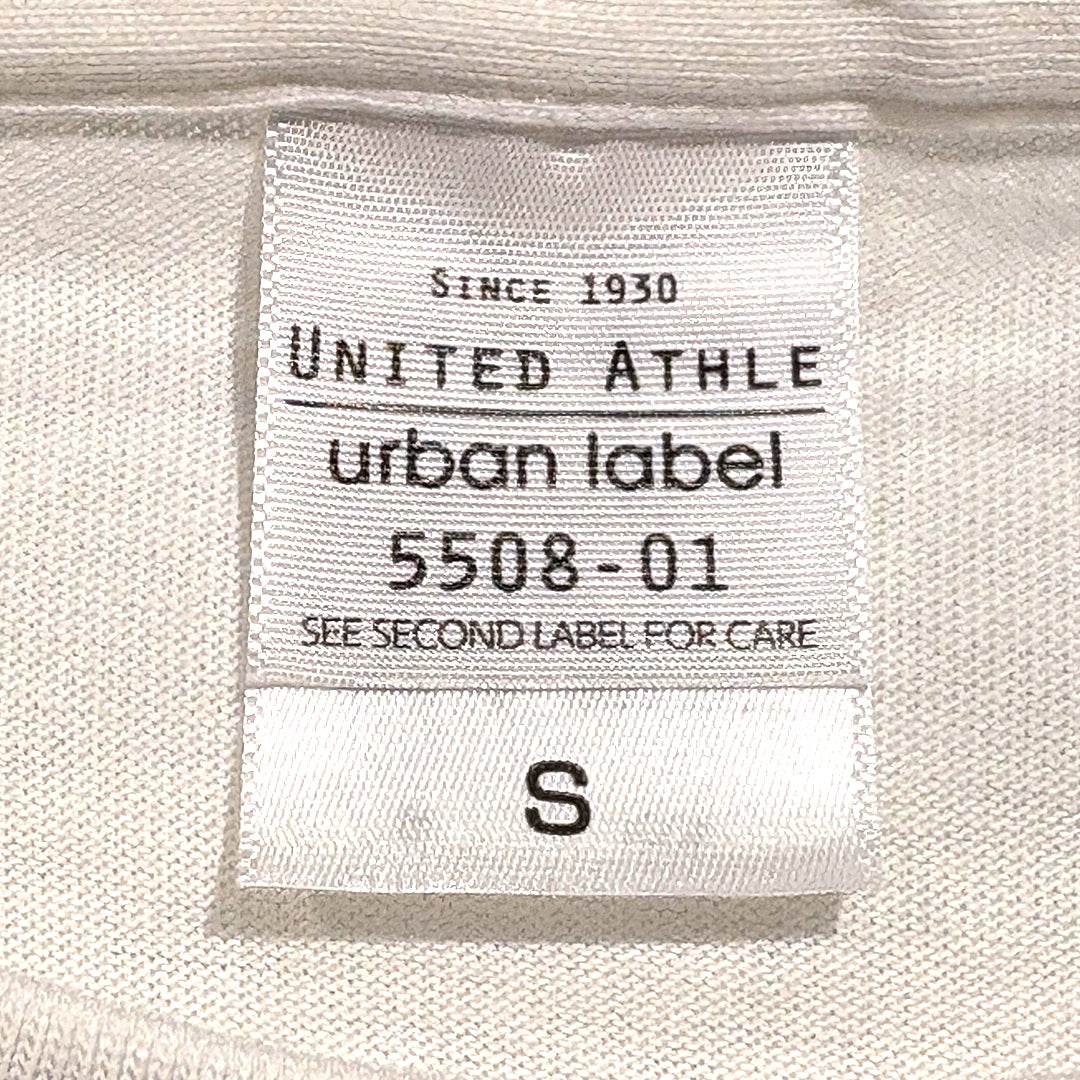 SINCE 1930
UNITED ATHLE
urban label
5508-01
SEE SECOND LABEL FOR CARE
S